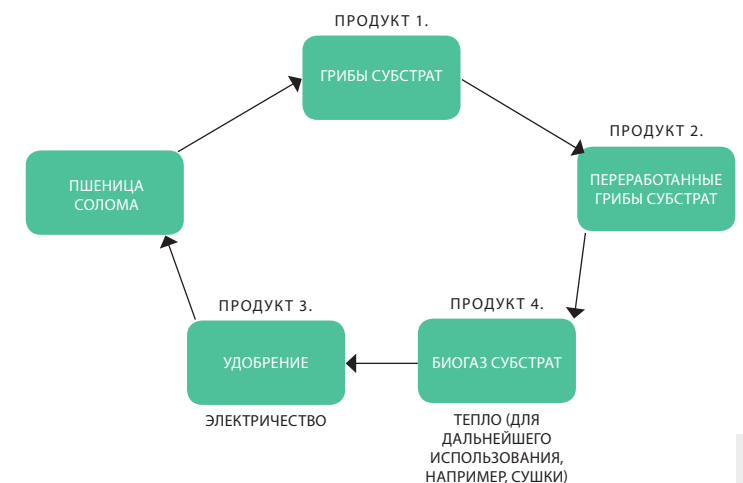 ПРОДУКТ 1.
ГРИБЫ СУБСТРАТ
ПРОДУКТ 2.
ПЕРЕРАБОТАННЫЕ
ГРИБЫ СУБСТРАТ
ПШЕНИЦА
СОЛОМА
ПРОДУКТ 3.
УДОБРЕНИЕ
ЭЛЕКТРИЧЕСТВО
ПРОДУКТ 4.
БИОГАЗ СУБСТРАТ
ТЕПЛО (ДЛЯ
ДАЛЬНЕЙШЕГО
ИСПОЛЬЗОВАНИЯ,
НАПРИМЕР, СУШКИ)